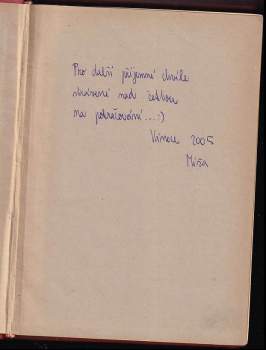 Pro další příjemné chvíle
strávené nad četbou
na pokračování...:)
Vánoce 2005
Míša